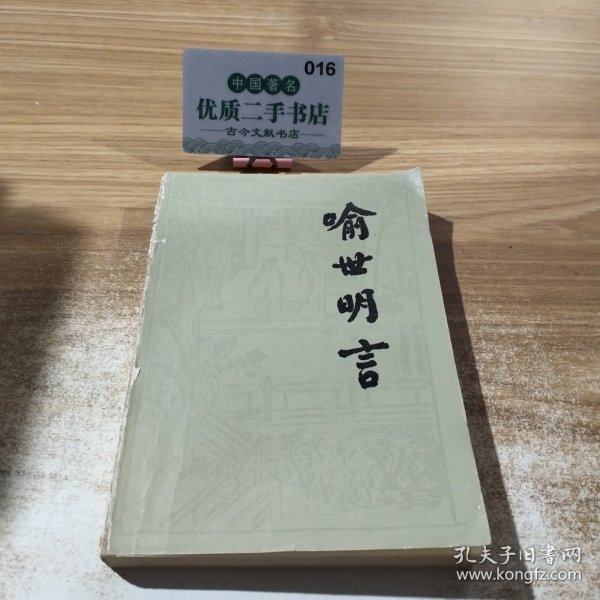 016
中国著名
优质二手书店
古今文献书店
喻世明言
孔夫子旧书网
www.kongfz.com